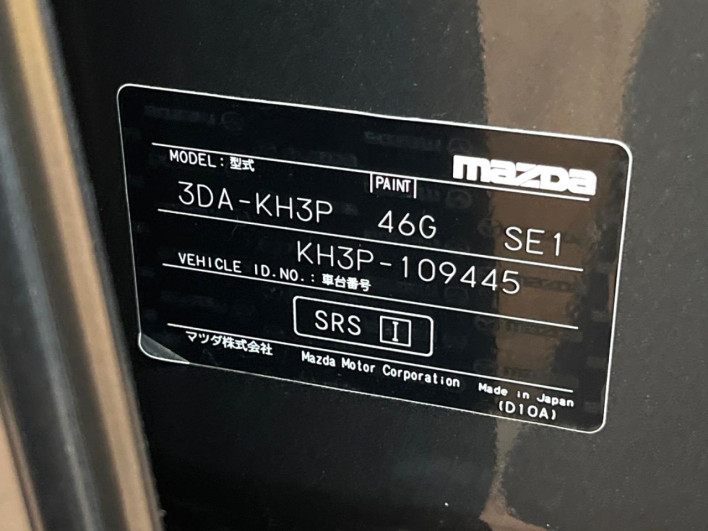 mazda
MODEL : 型式
PAINT
3DA-KH3P 46G SE1
KH3P-109445
VEHICLE ID.NO. : 車台番号
SRS I
マツダ株式会社 Mazda Motor Corporation Made in Japan
(D10A)